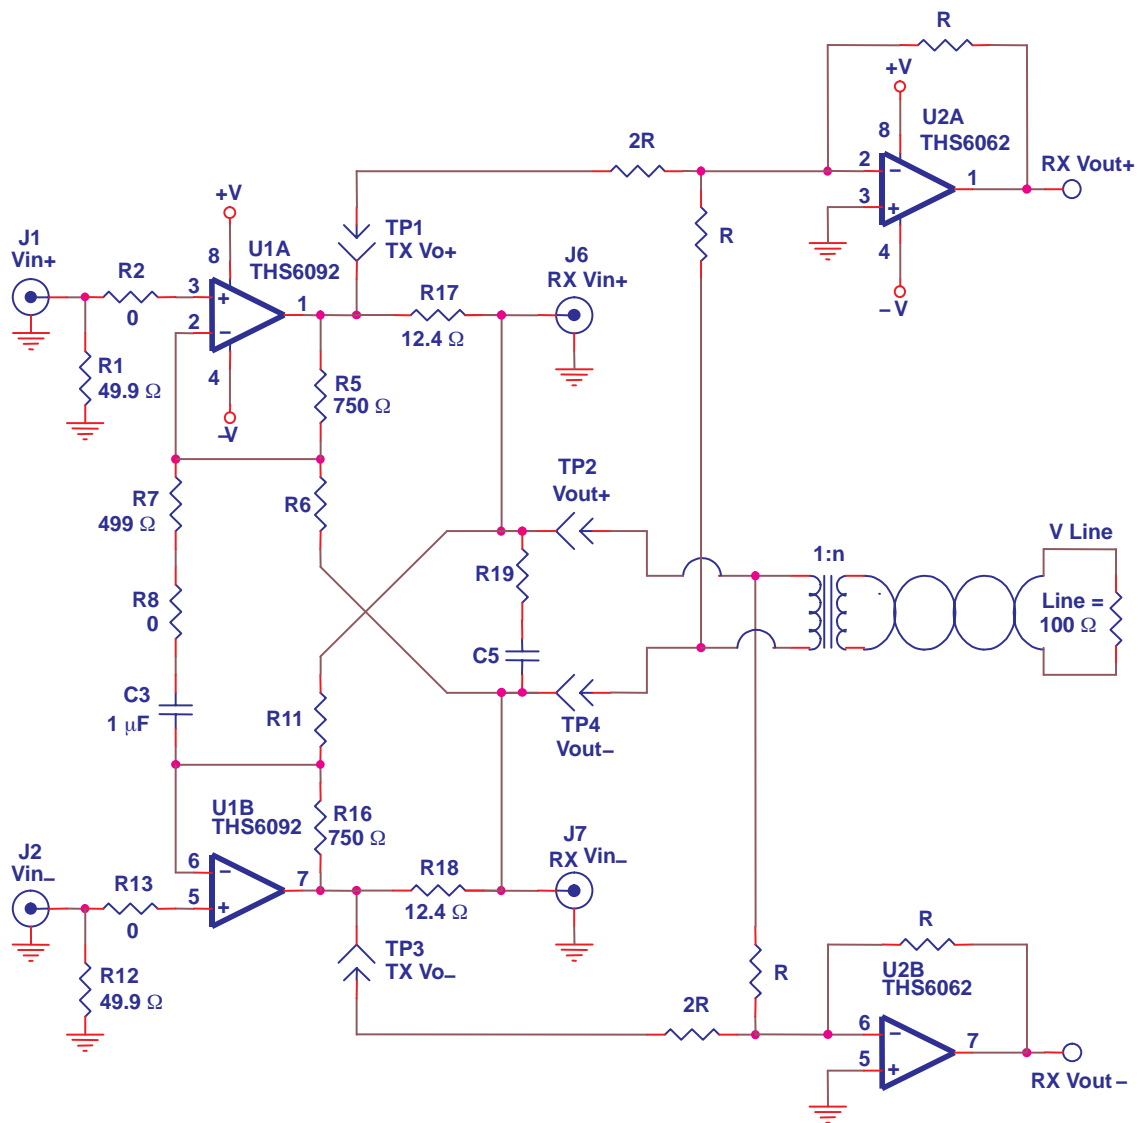 R
+V
U2A
THS6062
8
2
−
3
+
1
RX Vout+
4
−V
2R
R
J1
Vin+
R2
0
R1
49.9 Ω
+V
8
U1A
THS6092
3
+
2
−
1
4
−V
TP1
TX Vo+
R17
12.4 Ω
J6
RX Vin+
R5
750 Ω
R7
499 Ω
R6
TP2
Vout+
R8
0
R19
C5
C3
1 μF
R11
TP4
Vout−
1:n
V Line
Line =
100 Ω
U1B
THS6092
R16
750 Ω
J2
Vin−
R13
0
6
−
5
+
7
R18
12.4 Ω
J7
RX Vin−
R12
49.9 Ω
TP3
TX Vo−
R
2R
R
U2B
THS6062
6
−
5
+
7
RX Vout−